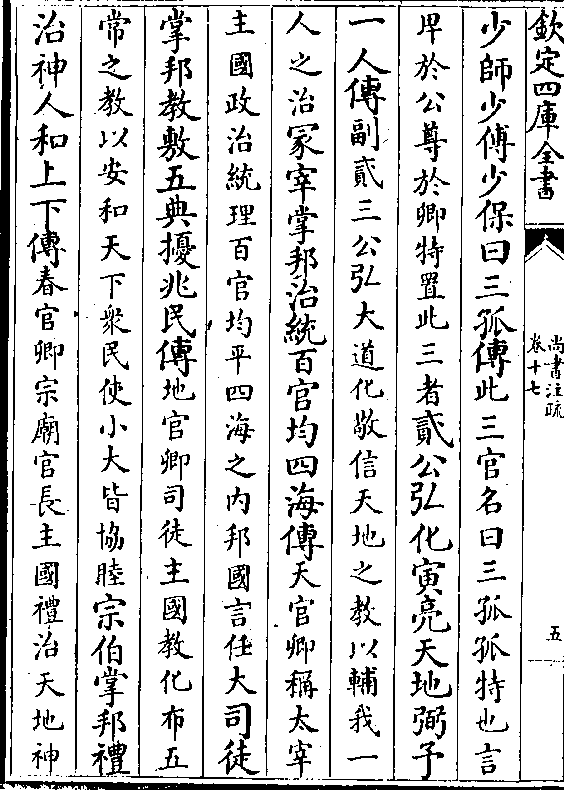 欽定四庫全書
尚書注疏
卷十七
五
少師少傅少保曰三孤傳此三官名曰三孤孤特也言
卑於公尊於卿特置此三者貳公弘化寅亮天地弼予
一人傳副貳三公弘大道化敬信天地之教以輔我一
人之治冢宰掌邦治統百官均四海傳天官卿稱太宰
主國政治統理百官均平四海之內邦國言任大司徒
掌邦教敷五典擾兆民傳地官卿司徒主國教化布五
常之教以安和天下衆民使小大皆協睦宗伯掌邦禮
治神人和上下傳春官卿宗廟官長主國禮治天地神